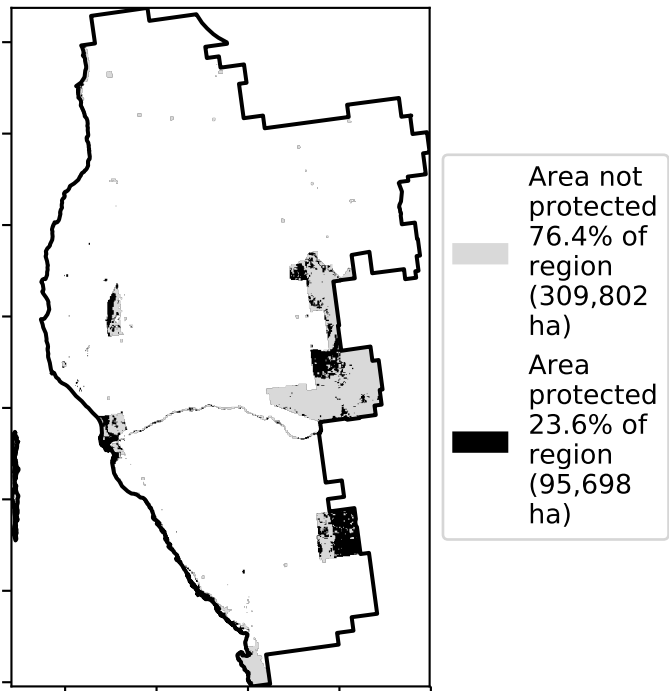 Area not
protected
76.4% of
region
(309,802
ha)
Area
protected
23.6% of
region
(95,698
ha)